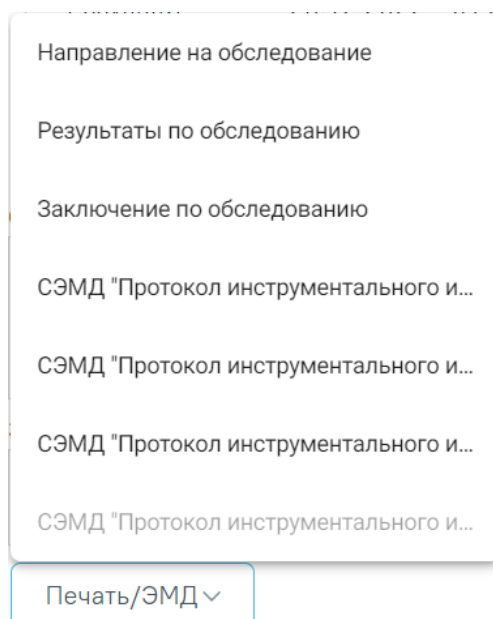 Направление на обследование
Результаты по обследованию
Заключение по обследованию
СЭМД "Протокол инструментального и...
СЭМД "Протокол инструментального и...
СЭМД "Протокол инструментального и...
СЭМД "Протокол инструментального и...
Печать/ЭМД